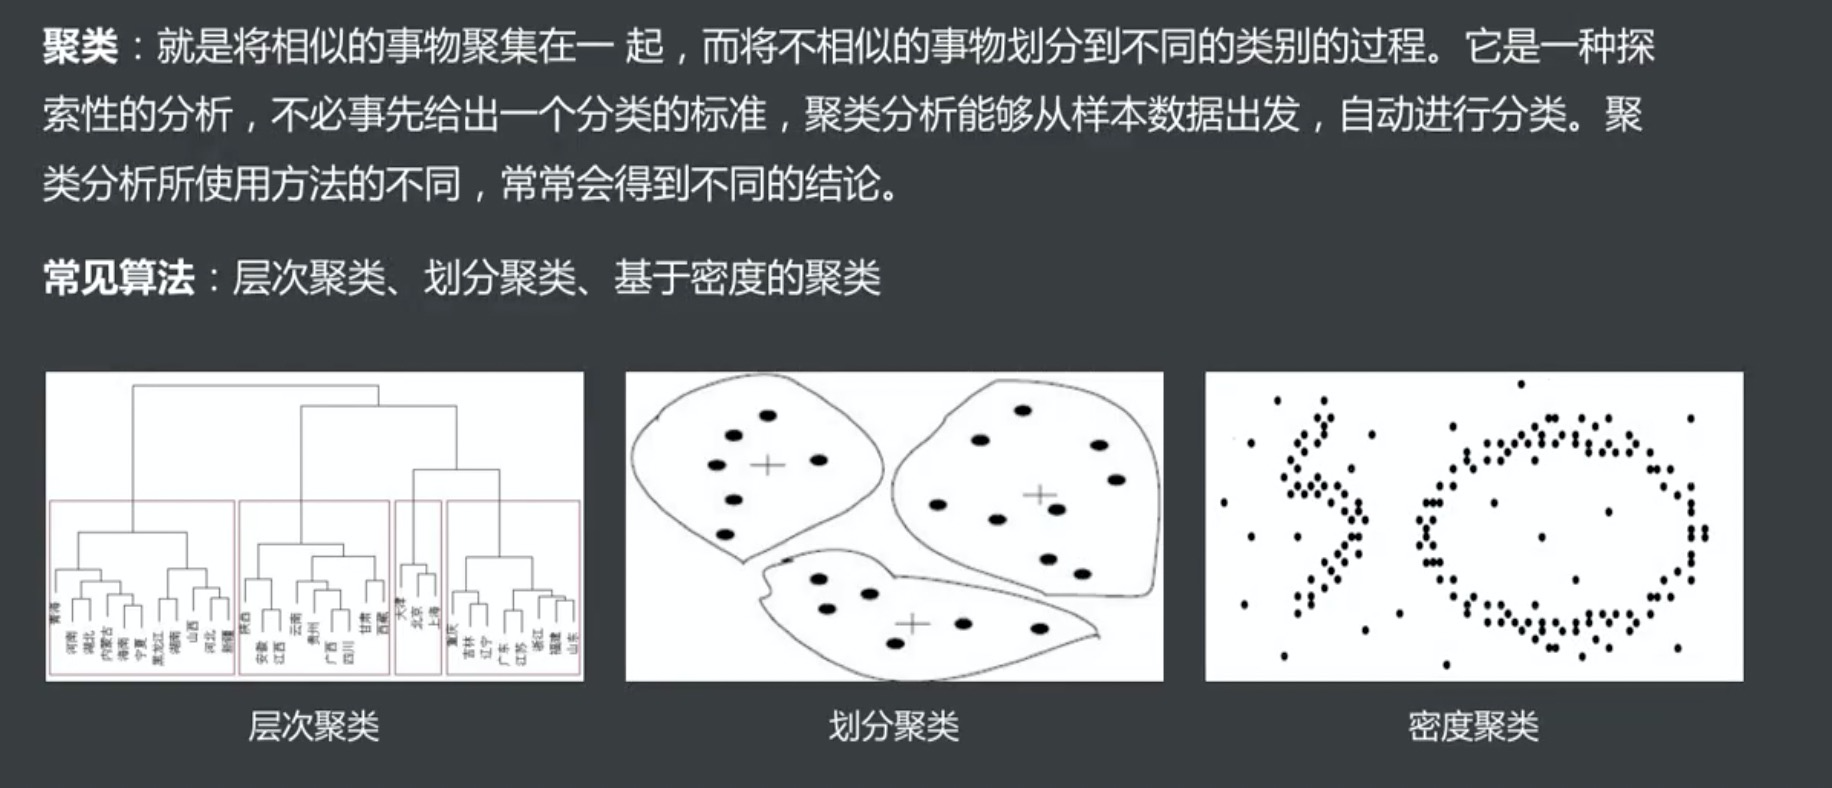 聚类：就是将相似的事物聚集在一 起，而将不相似的事物划分到不同的类别的过程。它是一种探
索性的分析，不必事先给出一个分类的标准，聚类分析能够从样本数据出发，自动进行分类。聚
类分析所使用方法的不同，常常会得到不同的结论。
常见算法：层次聚类、划分聚类、基于密度的聚类
青海
河南
湖北
内蒙古
海南
宁夏
黑龙江
湖南
山西
河北
新疆
陕西
安徽
江西
云南
贵州
广西
四川
甘肃
西藏
天津
北京
上海
重庆
吉林
辽宁
广东
江苏
浙江
福建
山东
层次聚类
划分聚类
密度聚类